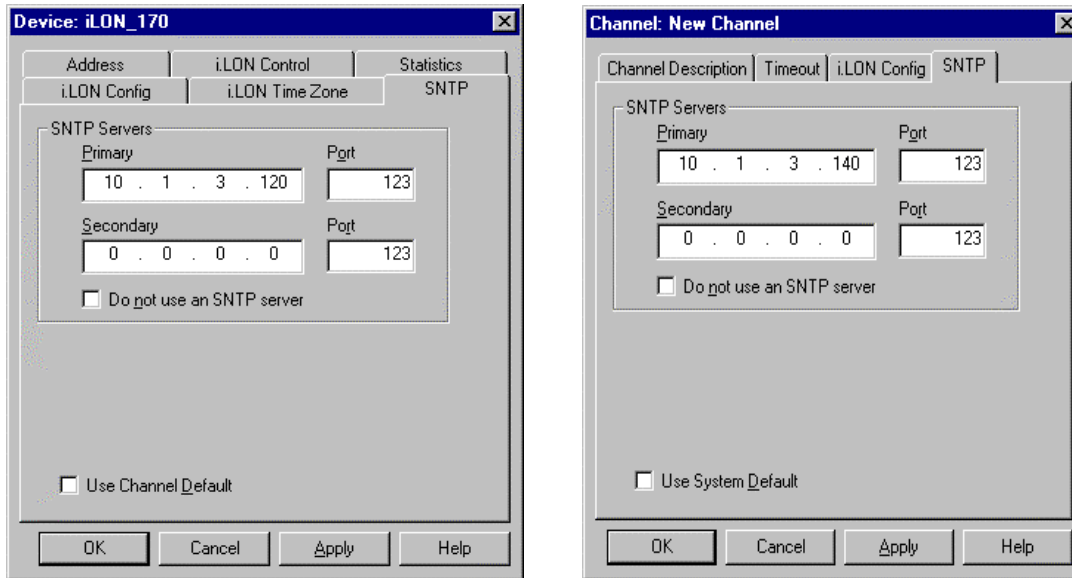 Device: iLON_170
Address i.LON Control Statistics
i.LON Config i.LON Time Zone SNTP
SNTP Servers
Primary Port
10 . 1 . 3 . 120 123
Secondary Port
0 . 0 . 0 . 0 123
Do not use an SNTP server
Use Channel Default
OK Cancel Apply Help
Channel: New Channel
Channel Description Timeout i.LON Config SNTP
SNTP Servers
Primary Port
10 . 1 . 3 . 140 123
Secondary Port
0 . 0 . 0 . 0 123
Do not use an SNTP server
Use System Default
OK Cancel Apply Help